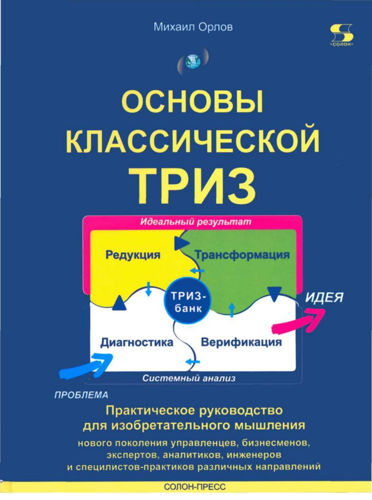 Михаил Орлов
"СОЛОН"
ОСНОВЫ
КЛАССИЧЕСКОЙ
ТРИЗ
Идеальный результат
Редукция
Трансформация
ТРИЗ-
банк
ИДЕЯ
Диагностика
Верификация
Системный анализ
ПРОБЛЕМА
Практическое руководство
для изобретательного мышления
нового поколения управленцев, бизнесменов,
экспертов, аналитиков, инженеров
и специлистов-практиков различных направлений
СОЛОН-ПРЕСС